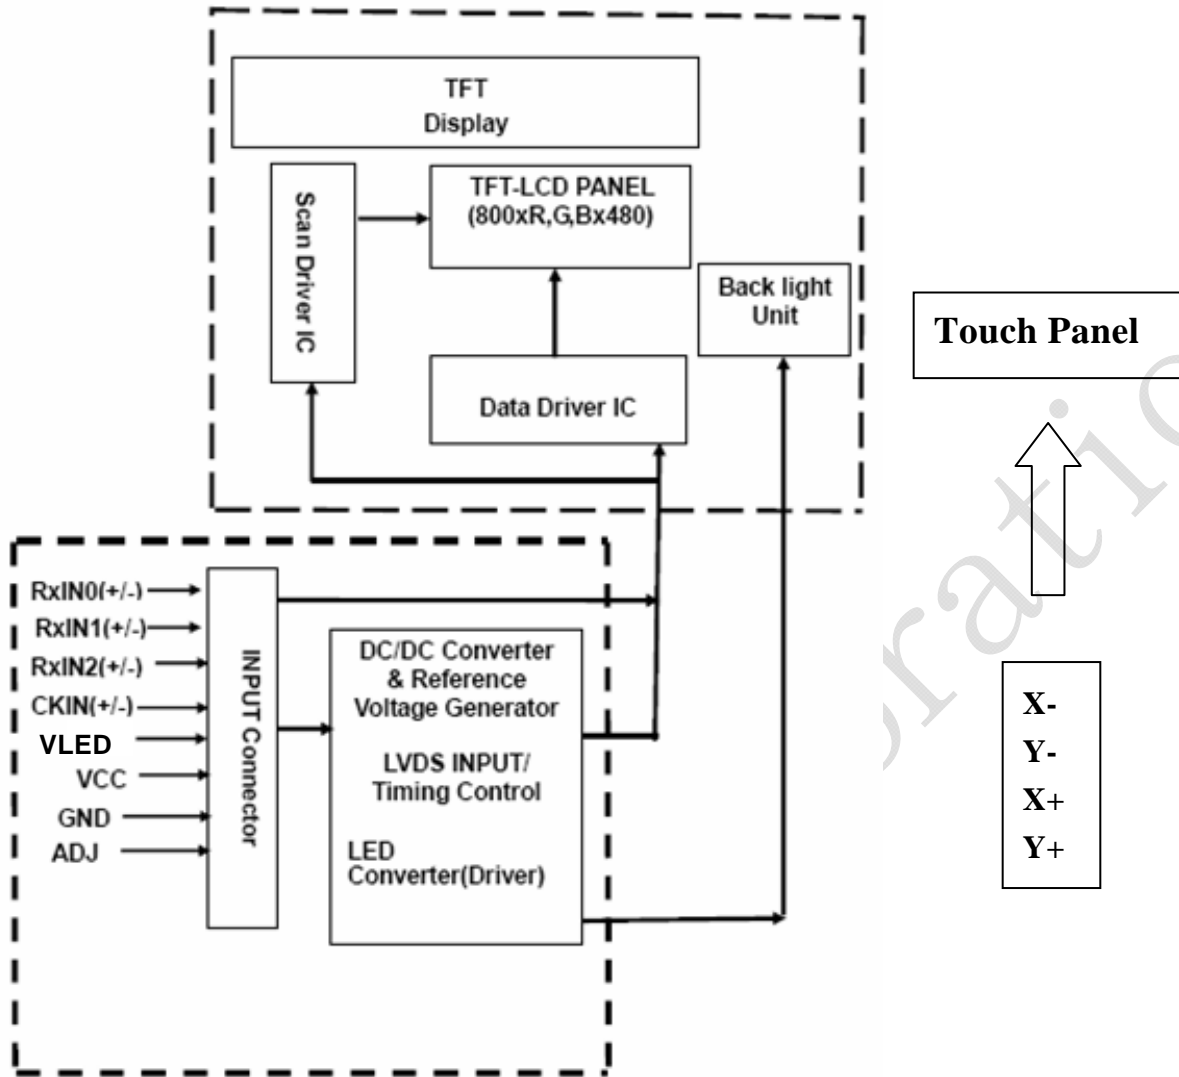 TFT
Display
Scan Driver IC
TFT-LCD PANEL
(800xR,G,Bx480)
Back light
Unit
Data Driver IC
Touch Panel
RxIN0(+/-)
RxIN1(+/-)
RxIN2(+/-)
CKIN(+/-)
VLED
VCC
GND
ADJ
INPUT Connector
DC/DC Converter
& Reference
Voltage Generator
LVDS INPUT/
Timing Control
LED
Converter(Driver)
X-
Y-
X+
Y+